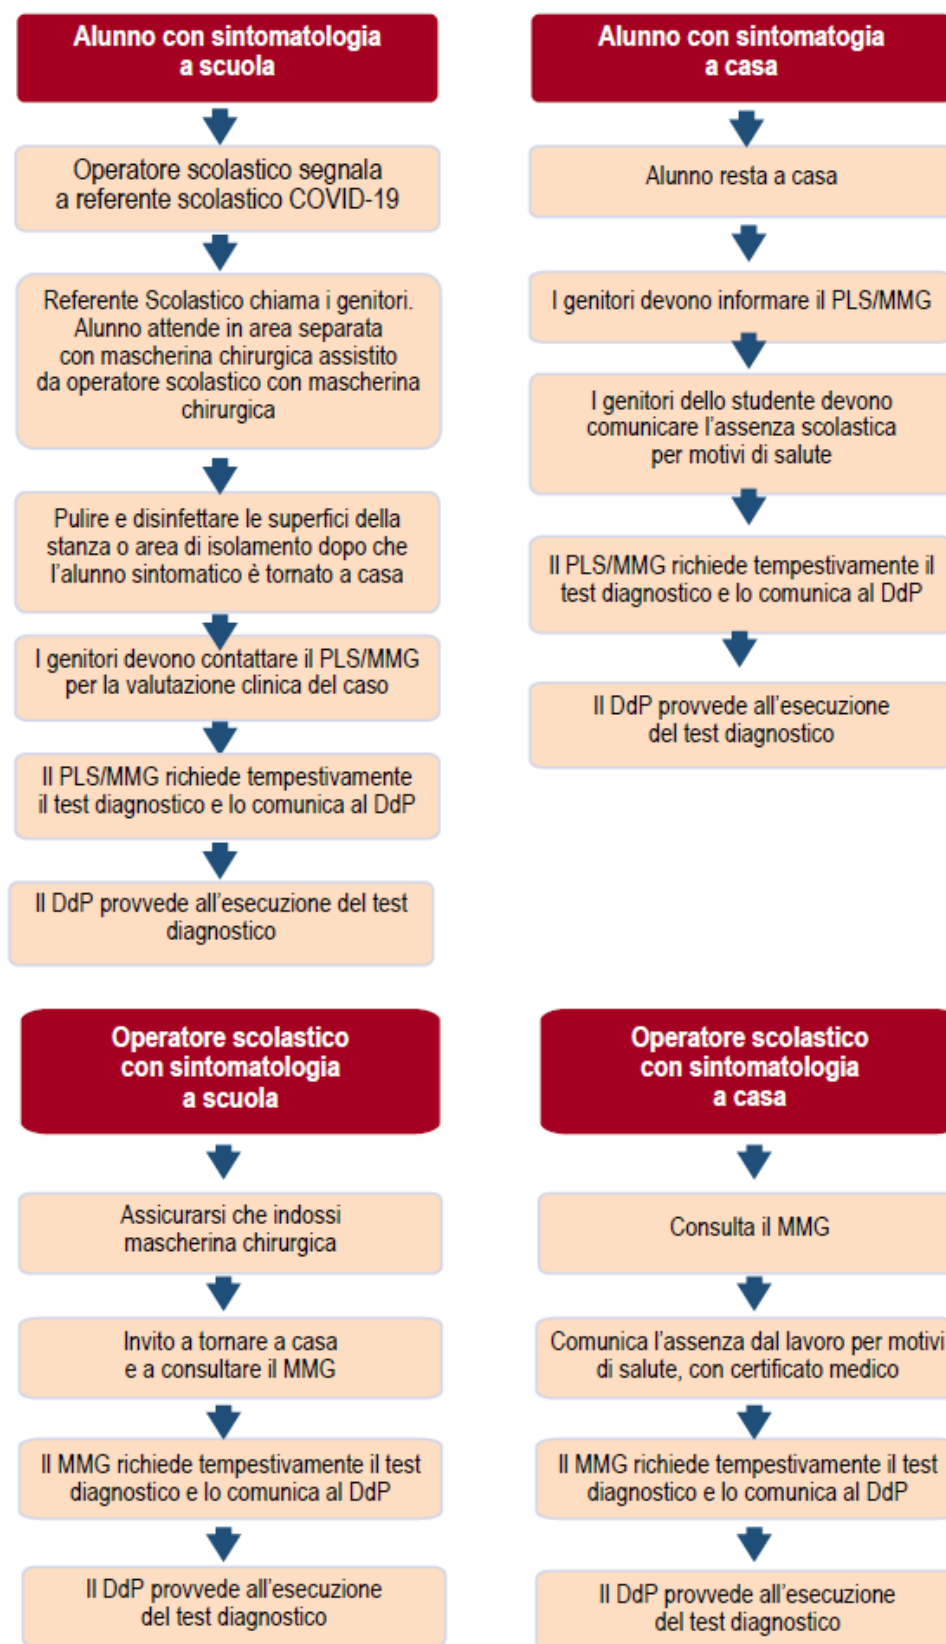 Alunno con sintomatologia
a scuola
Operatore scolastico segnala
a referente scolastico COVID-19
Referente Scolastico chiama i genitori.
Alunno attende in area separata
con mascherina chirurgica assistito
da operatore scolastico con mascherina
chirurgica
Pulire e disinfettare le superfici della
stanza o area di isolamento dopo che
l'alunno sintomatico è tornato a casa
I genitori devono contattare il PLS/MMG
per la valutazione clinica del caso
Il PLS/MMG richiede tempestivamente
il test diagnostico e lo comunica al DdP
Il DdP provvede all'esecuzione del test
diagnostico
Alunno con sintomatogia
a casa
Alunno resta a casa
I genitori devono informare il PLS/MMG
I genitori dello studente devono
comunicare l'assenza scolastica
per motivi di salute
Il PLS/MMG richiede tempestivamente il
test diagnostico e lo comunica al DdP
Il DdP provvede all'esecuzione
del test diagnostico
Operatore scolastico
con sintomatologia
a scuola
Assicurarsi che indossi
mascherina chirurgica
Invito a tornare a casa
e a consultare il MMG
Il MMG richiede tempestivamente il test
diagnostico e lo comunica al DdP
Il DdP provvede all'esecuzione
del test diagnostico
Operatore scolastico
con sintomatologia
a casa
Consulta il MMG
Comunica l'assenza dal lavoro per motivi
di salute, con certificato medico
Il MMG richiede tempestivamente il test
diagnostico e lo comunica al DdP
Il DdP provvede all'esecuzione
del test diagnostico